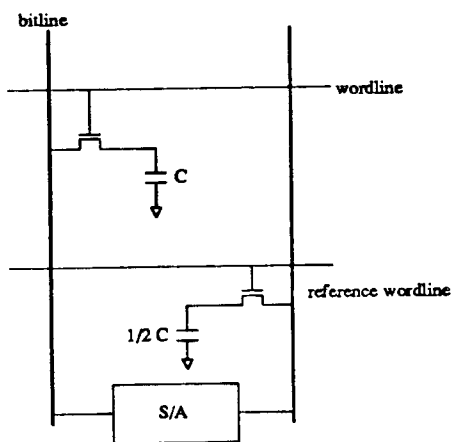 bitline
wordline
C
reference wordline
1/2 C
S/A